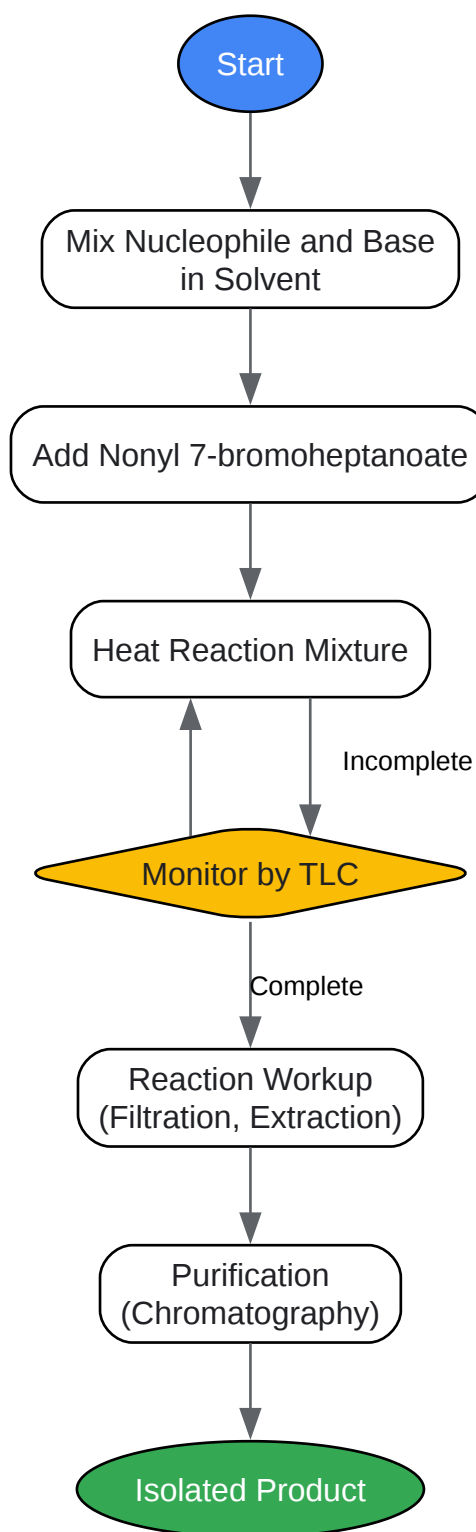 Start
Mix Nucleophile and Base
in Solvent
Add Nonyl 7-bromoheptanoate
Heat Reaction Mixture
Incomplete
Monitor by TLC
Complete
Reaction Workup
(Filtration, Extraction)
Purification
(Chromatography)
Isolated Product